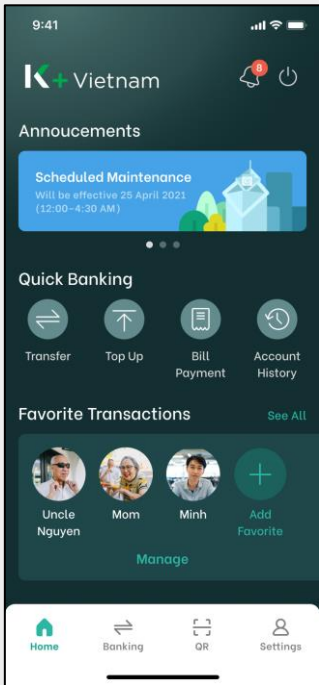 9:41
K+ Vietnam
8
Annoucements
Scheduled Maintenance
Will be effective 25 April 2021
(12:00-4:30 AM)
Quick Banking
Transfer
Top Up
Bill
Payment
Account
History
Favorite Transactions
See All
Uncle
Nguyen
Mom
Minh
Add
Favorite
Manage
Home
Banking
QR
Settings